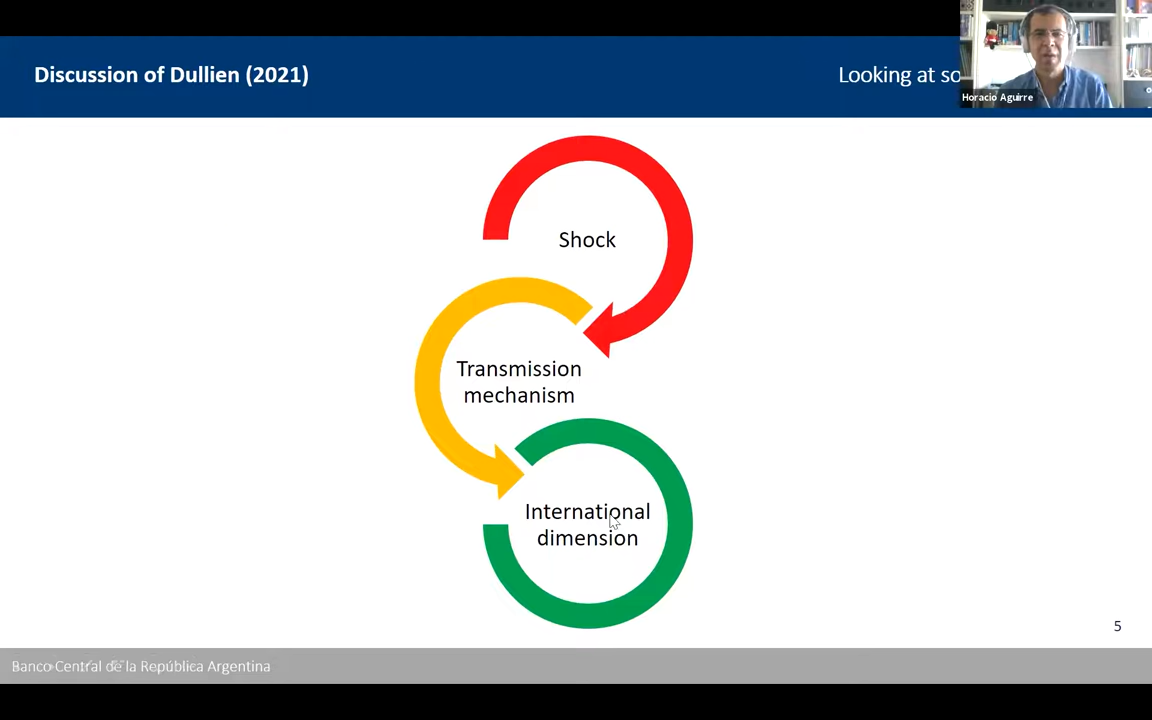 Discussion of Dullien (2021)
Looking at
Horacio Aguirre
Shock
Transmission
mechanism
International
dimension
5
Banco Central de la República Argentina